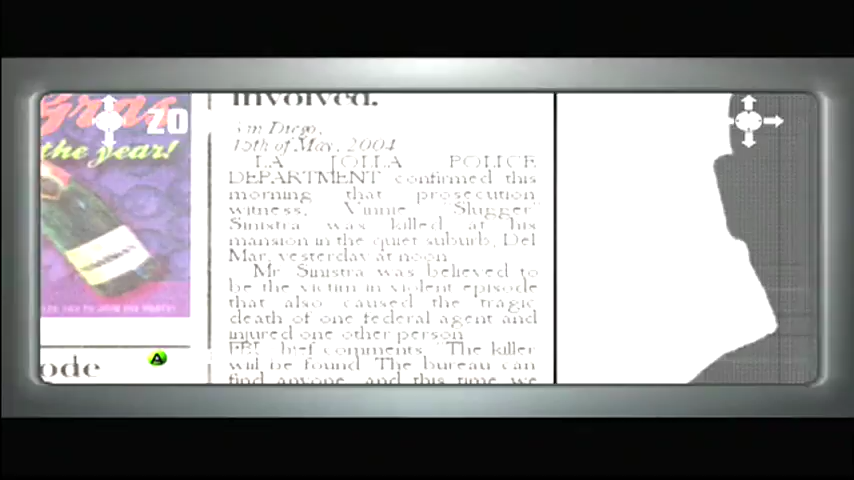 the year!
involved.
San Diego,
15th of May, 2004
LA JOLLA POLICE
DEPARTMENT confirmed this
morning that prosecution
witness, Vinnie "Slugger"
Sinistra was killed at his
mansion in the quiet suburb, Del
Mar, yesterday at noon
Mr. Sinistra was believed to
be the victim in violent episode
that also caused the tragic
death of one federal agent and
injured one other person
FBI, brief comments, "The killer
will be found. The bureau can
find anyone, and this time we
ode
A